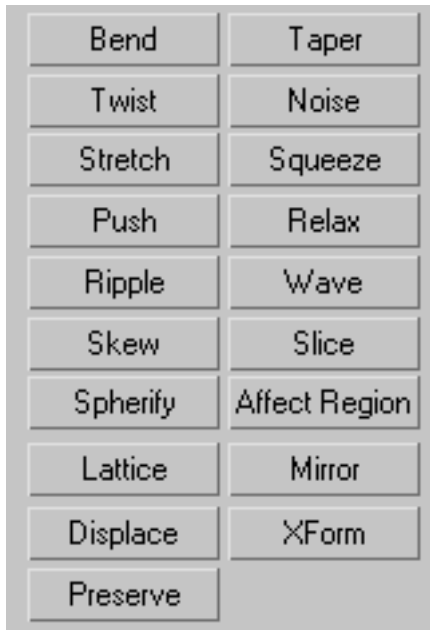 Bend Taper
Twist Noise
Stretch Squeeze
Push Relax
Ripple Wave
Skew Slice
Spherify Affect Region
Lattice Mirror
Displace XForm
Preserve